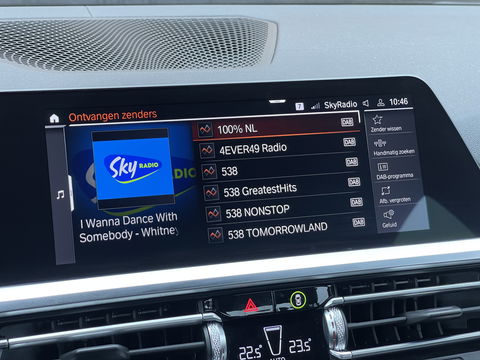 7 SkyRadio 10:46
Ontvangen zenders
Sky RADIO
I Wanna Dance With
Somebody - Whitney
100% NL DAB
4EVER49 Radio DAB
538 DAB
538 GreatestHits DAB
538 NONSTOP DAB
538 TOMORROWLAND DAB
Zender wissen
Handmatig zoeken
DAB-programma
Afb. vergroten
Geluid
22.5° 23.5°
AUTO